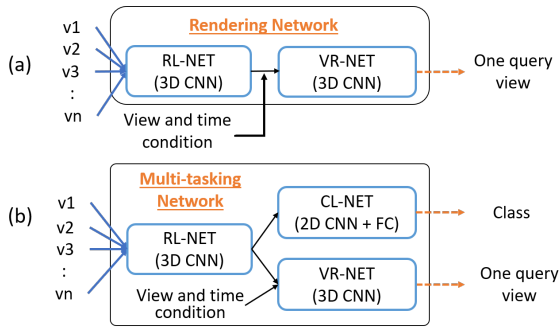 Rendering Network
v1
v2
v3
:
vn
(a)
RL-NET
(3D CNN)
VR-NET
(3D CNN)
One query
view
View and time
condition
Multi-tasking
Network
v1
v2
v3
:
vn
(b)
RL-NET
(3D CNN)
CL-NET
(2D CNN + FC)
Class
VR-NET
(3D CNN)
One query
view
View and time
condition